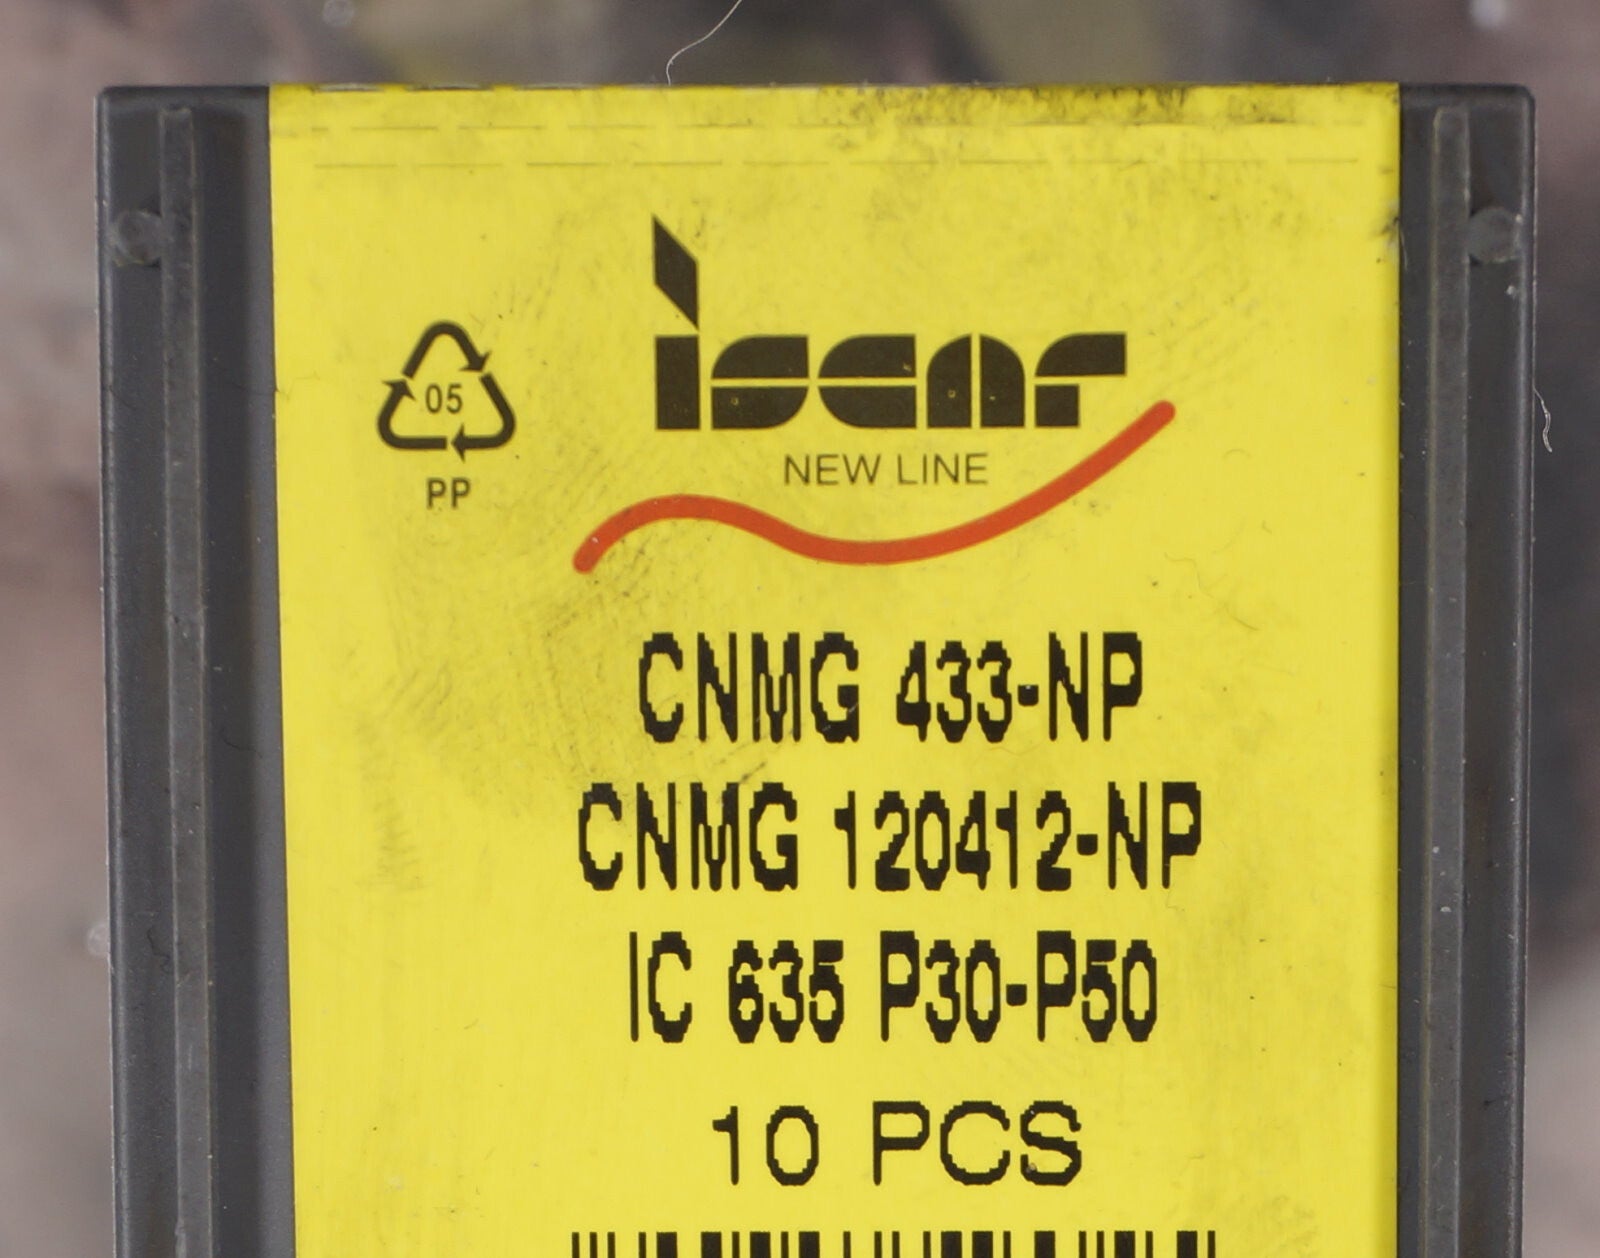 iscar
NEW LINE
05
PP
CNMG 433-NP
CNMG 120412-NP
IC 635 P30-P50
10 PCS